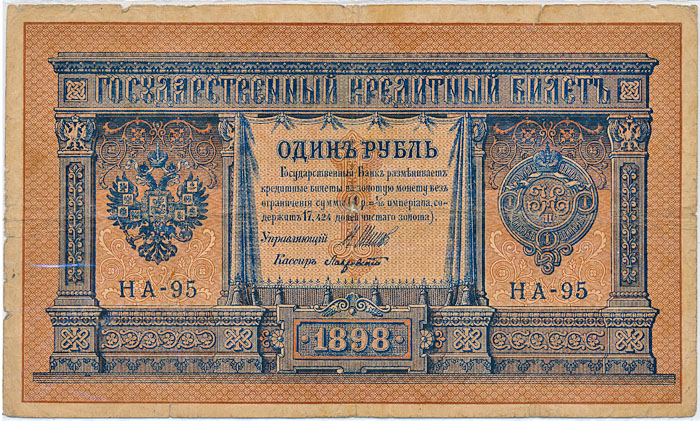 ГОСУДАРСТВЕННЫЙ КРЕДИТНЫЙ БИЛЕТЪ
ОДИНЪ РУБЛЬ
Государственный Банкъ размѣниваетъ
кредитные билеты на золотую монету безъ
ограниченія суммы (1 р. = 1/15 имперіала, со-
держитъ 17,424 долей чистаго золота).
Управляющій
Кассиръ
НА-95
НА-95
1898